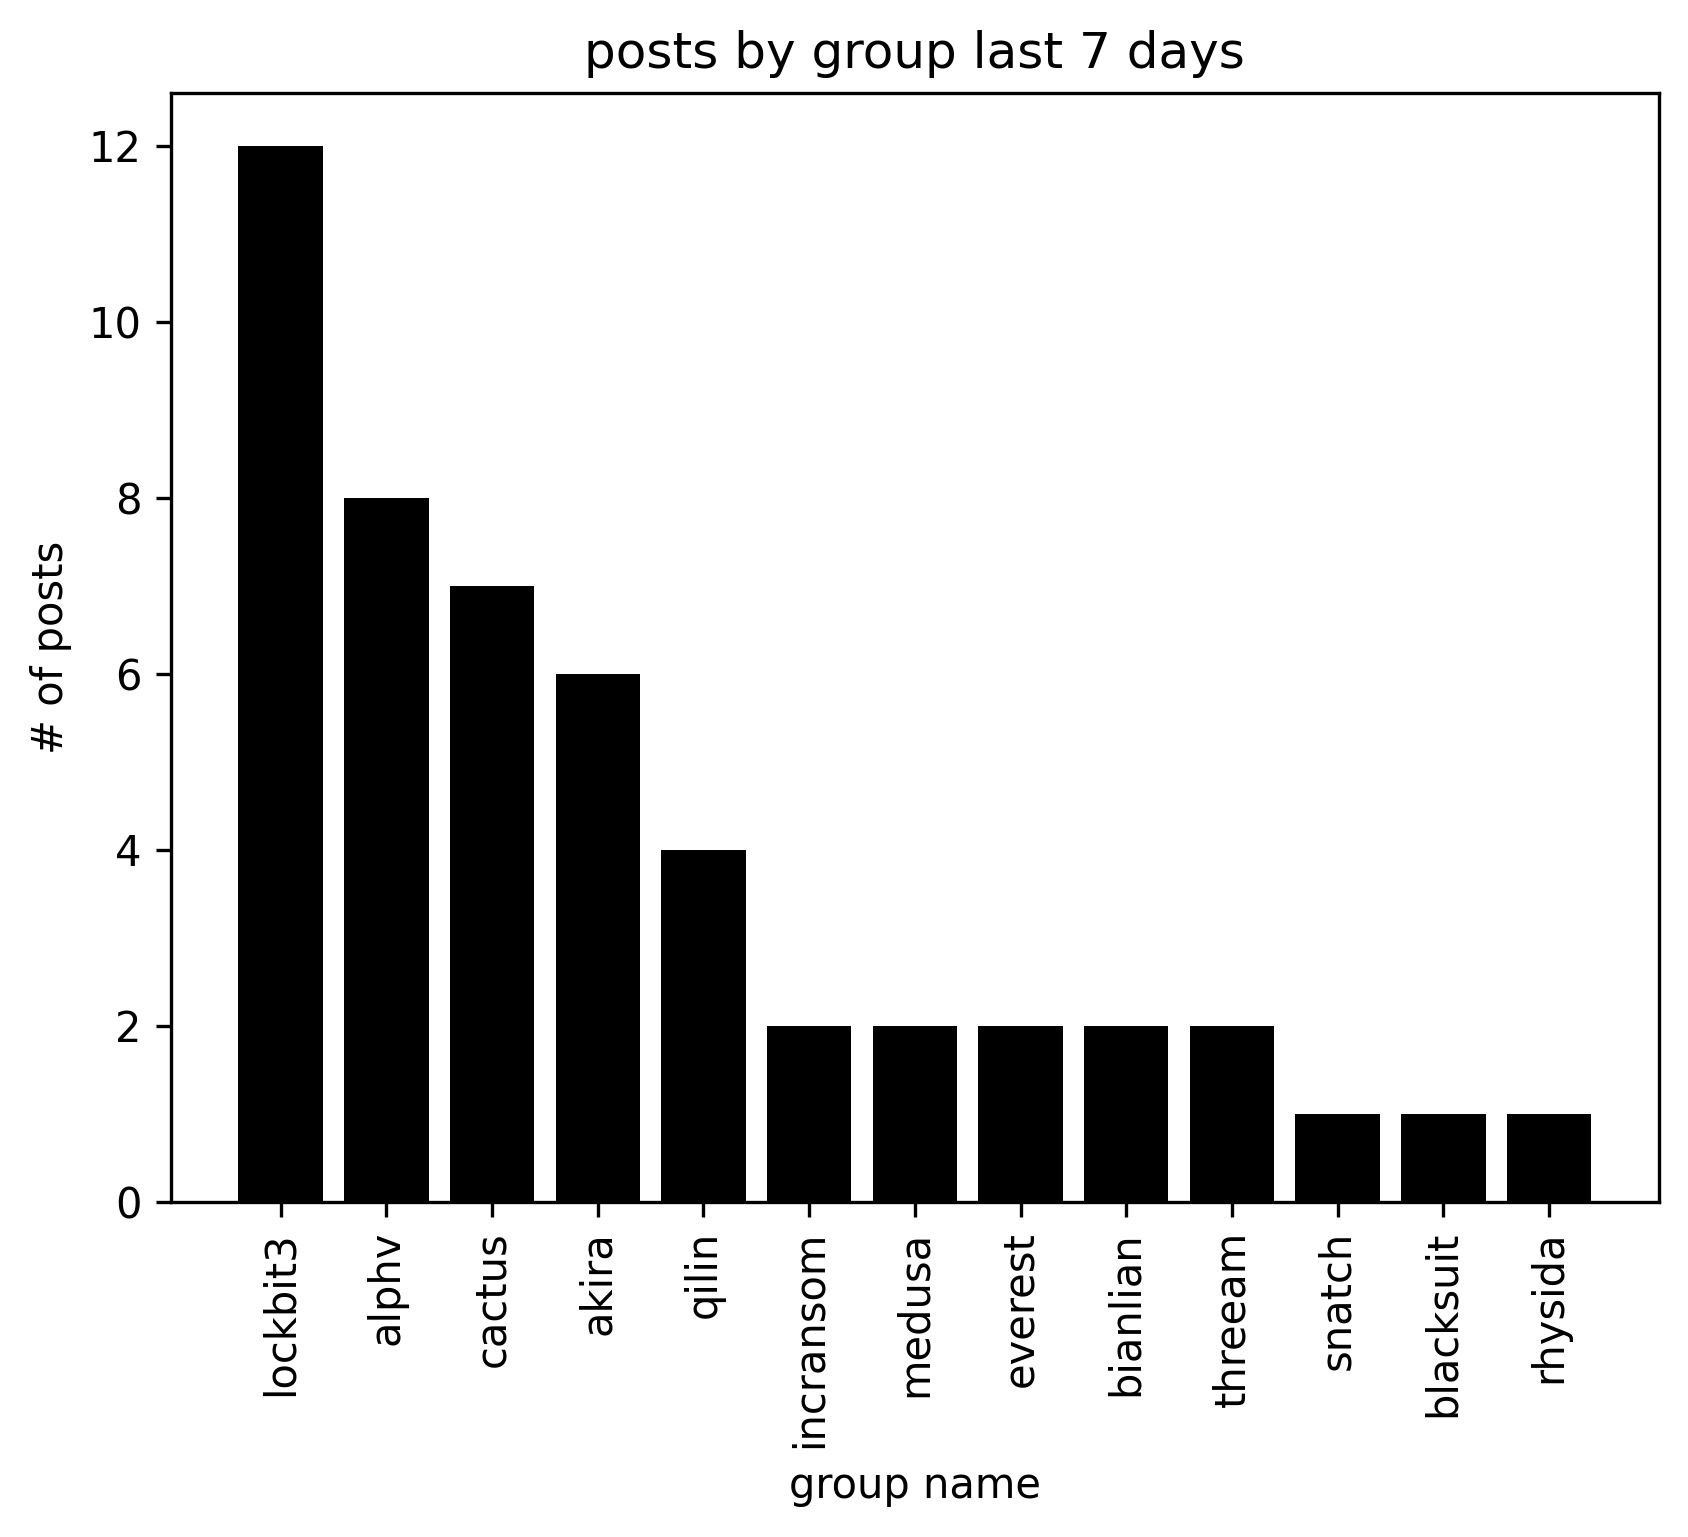 posts by group last 7 days
12
10
8
6
4
2
0
# of posts
lockbit3
alphv
cactus
akira
qilin
incransom
medusa
everest
bianlian
threeam
snatch
blacksuit
rhysida
group name